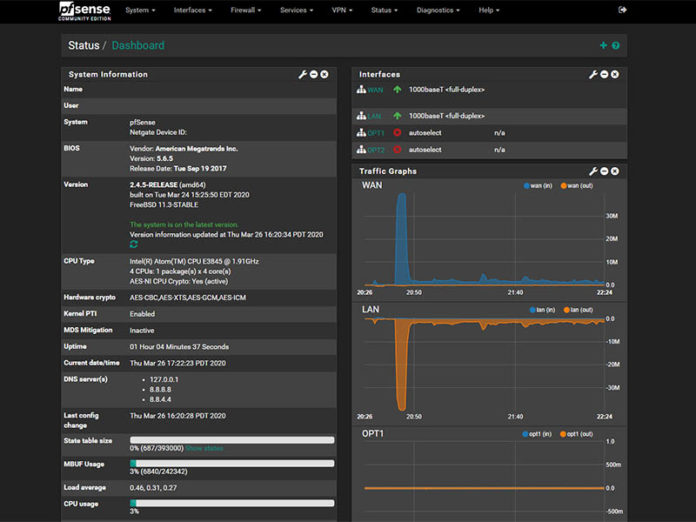 pfsense
COMMUNITY EDITION
System Interfaces Firewall Services VPN Status Diagnostics Help
Status / Dashboard
System Information
Name
User
System pfSense
Netgate Device ID:
BIOS Vendor: American Megatrends Inc.
Version: 5.6.5
Release Date: Tue Sep 19 2017
Version 2.4.5-RELEASE (amd64)
built on Tue Mar 24 15:25:50 EDT 2020
FreeBSD 11.3-STABLE
The system is on the latest version.
Version information updated at Thu Mar 26 16:20:34 PDT 2020
CPU Type Intel(R) Atom(TM) CPU E3845 @ 1.91GHz
4 CPUs: 1 package(s) x 4 core(s)
AES-NI CPU Crypto: Yes (active)
Hardware crypto AES-CBC,AES-XTS,AES-GCM,AES-ICM
Kernel PTI Enabled
MDS Mitigation Inactive
Uptime 01 Hour 04 Minutes 37 Seconds
Current date/time Thu Mar 26 17:22:23 PDT 2020
DNS server(s) • 127.0.0.1
• 8.8.8.8
• 8.8.4.4
Last config
change
Thu Mar 26 16:20:28 PDT 2020
State table size
0% (687/393000) Show states
MBUF Usage
3% (6840/242342)
Load average 0.46, 0.31, 0.27
CPU usage
3%
Interfaces
WAN 1000baseT <full-duplex>
LAN 1000baseT <full-duplex>
OPT1 autoselect n/a
OPT2 autoselect n/a
Traffic Graphs
WAN
wan (in) wan (out)
30M
20M
10M
0.0
20:26 20:50 21:40 22:24
LAN
lan (in) lan (out)
0.0
-10M
-20M
-30M
20:26 20:50 21:40 22:24
OPT1
opt1 (in) opt1 (out)
1.0
500m
0.0
-500m